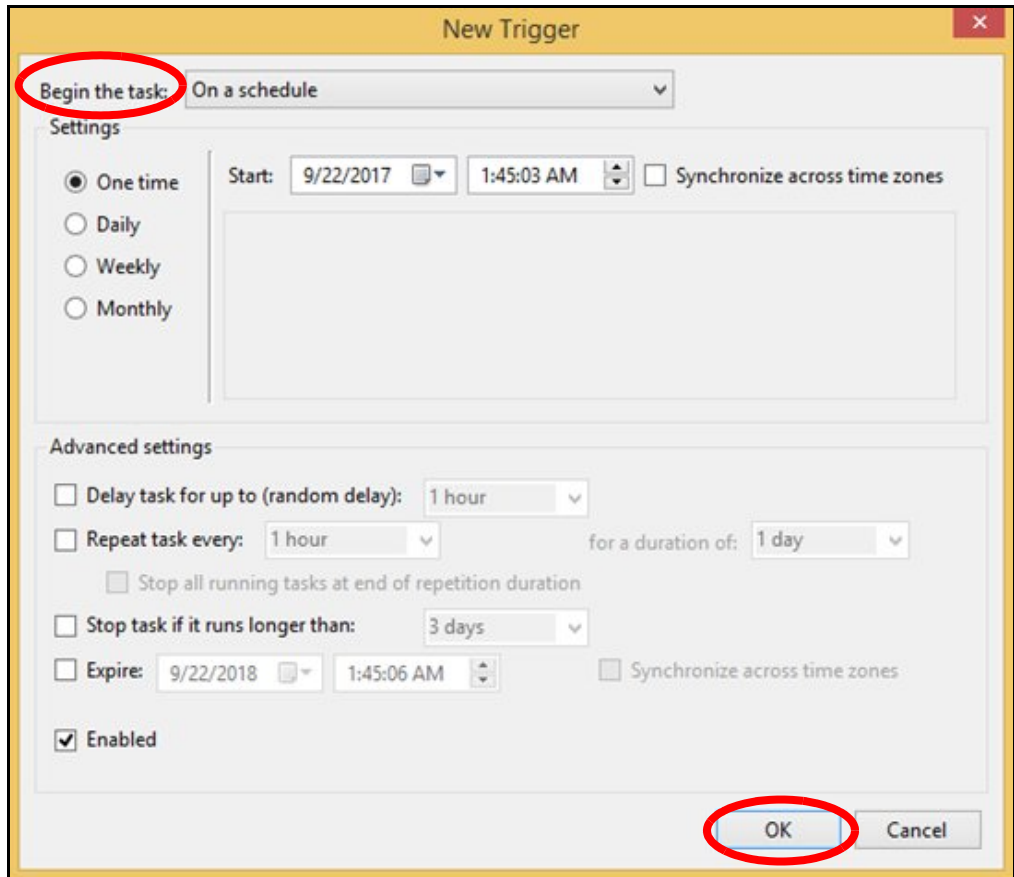 New Trigger
Begin the task: On a schedule
Settings
One time
Start: 9/22/2017 1:45:03 AM Synchronize across time zones
Daily
Weekly
Monthly
Advanced settings
Delay task for up to (random delay): 1 hour
Repeat task every: 1 hour for a duration of: 1 day
Stop all running tasks at end of repetition duration
Stop task if it runs longer than: 3 days
Expire: 9/22/2018 1:45:06 AM Synchronize across time zones
Enabled
OK Cancel